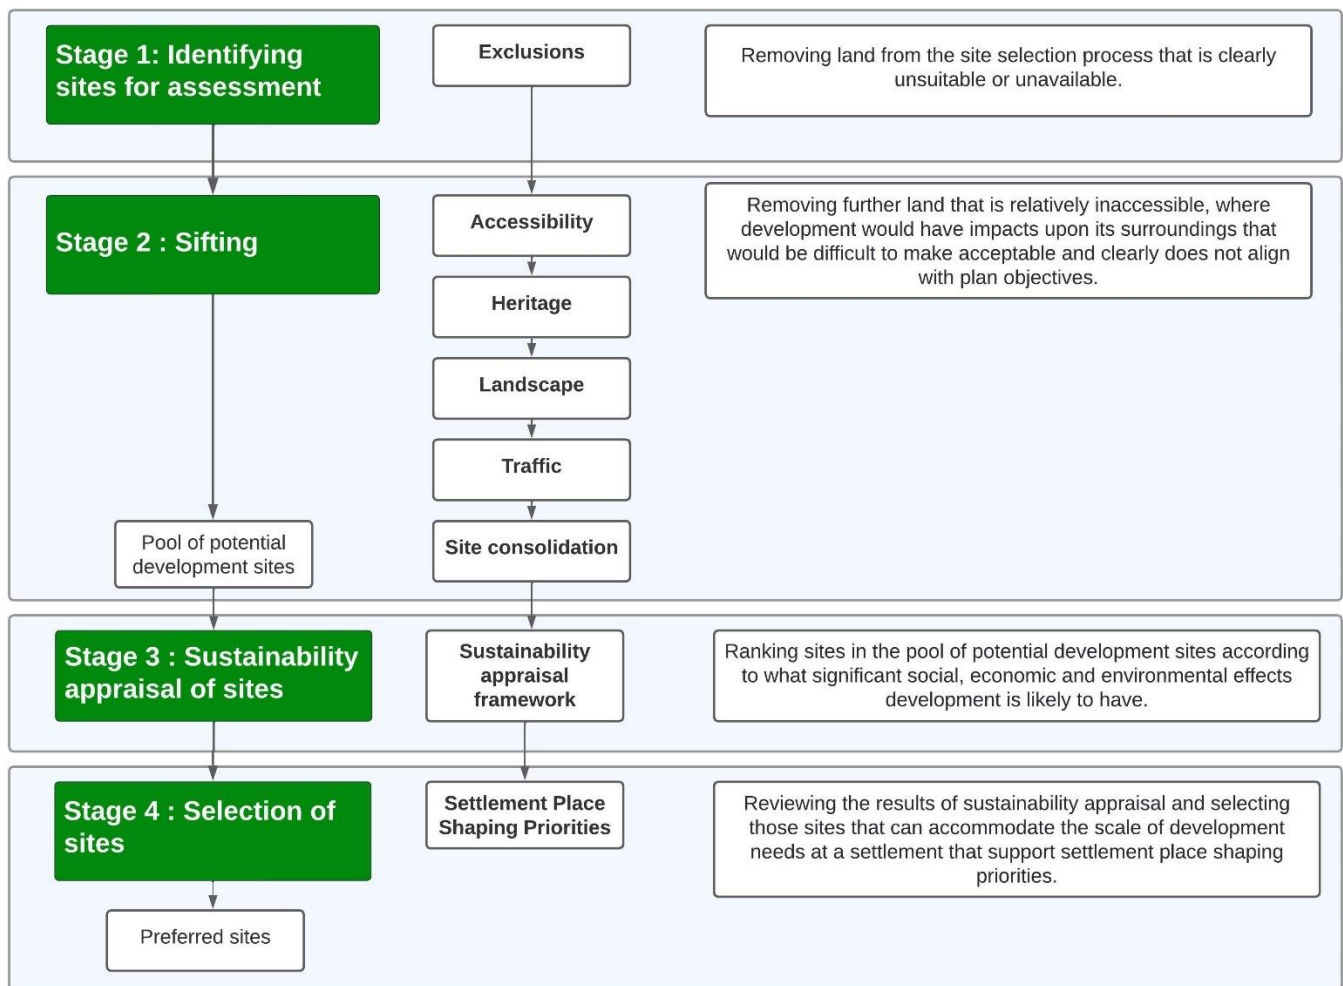 Stage 1: Identifying
sites for assessment
Exclusions
Removing land from the site selection process that is clearly
unsuitable or unavailable.
Stage 2 : Sifting
Accessibility
Removing further land that is relatively inaccessible, where
development would have impacts upon its surroundings that
would be difficult to make acceptable and clearly does not align
with plan objectives.
Heritage
Landscape
Traffic
Pool of potential
development sites
Site consolidation
Stage 3 : Sustainability
appraisal of sites
Sustainability
appraisal
framework
Ranking sites in the pool of potential development sites according
to what significant social, economic and environmental effects
development is likely to have.
Stage 4 : Selection of
sites
Settlement Place
Shaping Priorities
Reviewing the results of sustainability appraisal and selecting
those sites that can accommodate the scale of development
needs at a settlement that support settlement place shaping
priorities.
Preferred sites